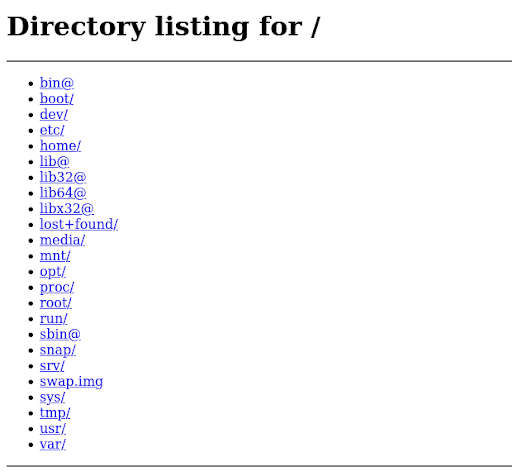 Directory listing for /
bin@
boot/
dev/
etc/
home/
lib@
lib32@
lib64@
libx32@
lost+found/
media/
mnt/
opt/
proc/
root/
run/
sbin@
snap/
srv/
swap.img
sys/
tmp/
usr/
var/